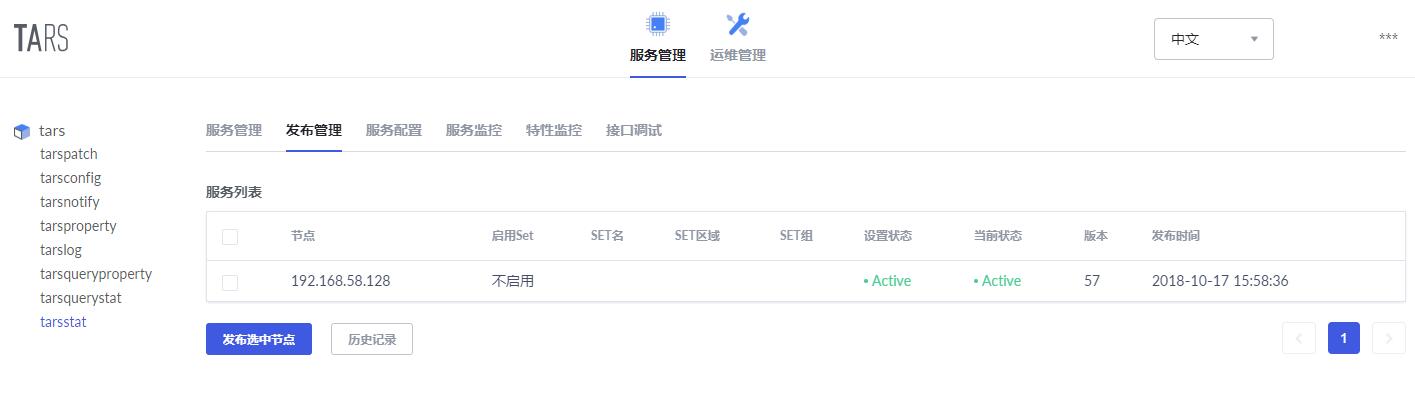 TARS
服务管理 运维管理
中文
***
tars
tarspatch
tarsconfig
tarsnotify
tarsproperty
tarslog
tarsqueryproperty
tarsquerystat
tarsstat
服务管理 发布管理 服务配置 服务监控 特性监控 接口调试
服务列表
节点 启用Set SET名 SET区域 SET组 设置状态 当前状态 版本 发布时间
192.168.58.128 不启用 • Active • Active 57 2018-10-17 15:58:36
发布选中节点 历史记录
1